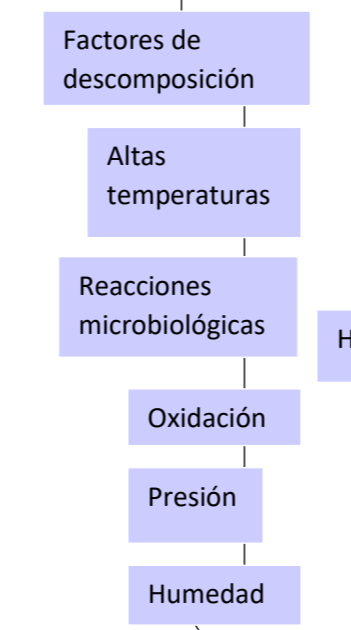 Factores de
descomposición
Altas
temperaturas
Reacciones
microbiológicas
H
Oxidación
Presión
Humedad